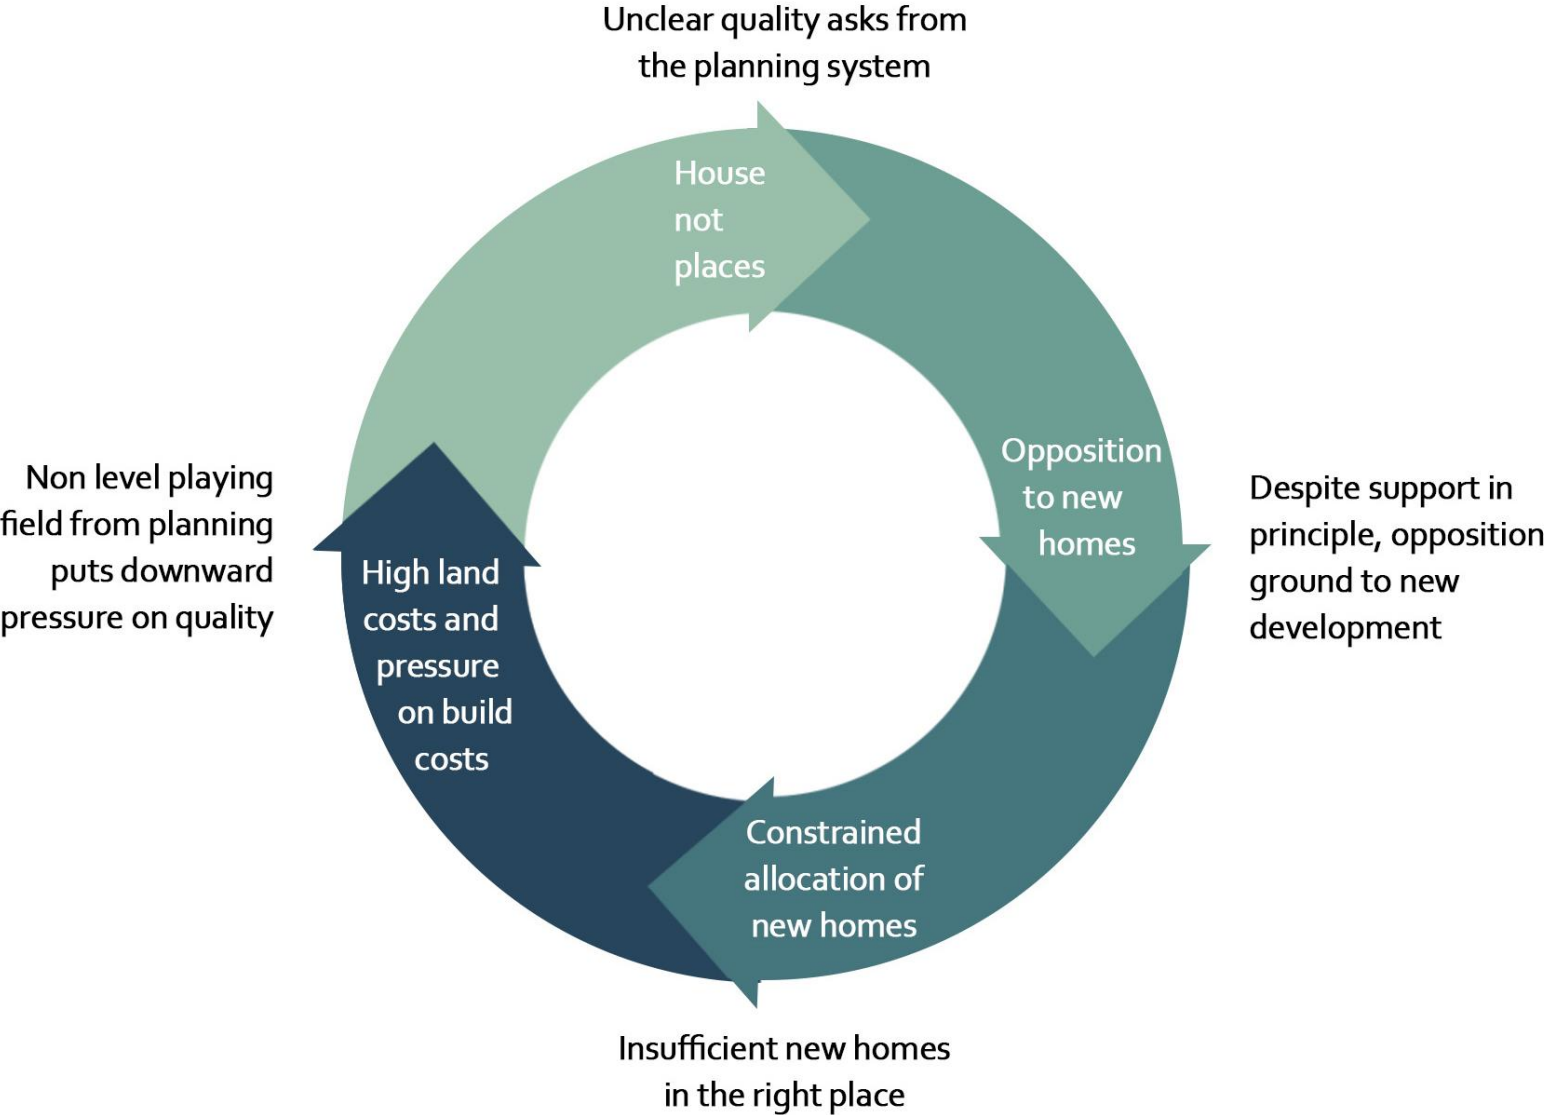 Unclear quality asks from
the planning system
House
not
places
Opposition
to new
homes
Despite support in
principle, opposition
ground to new
development
Constrained
allocation of
new homes
Insufficient new homes
in the right place
High land
costs and
pressure
on build
costs
Non level playing
field from planning
puts downward
pressure on quality